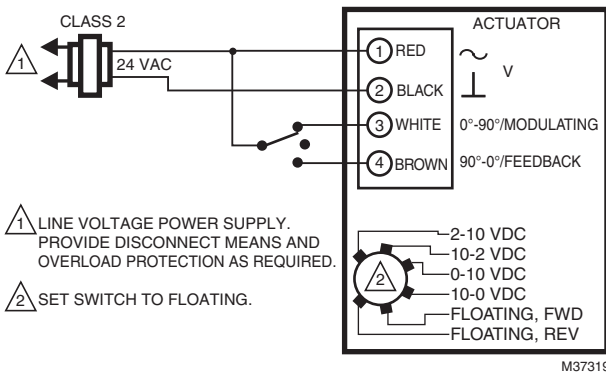 CLASS 2
ACTUATOR
1
24 VAC
1 RED
V
2 BLACK
3 WHITE 0°-90°/MODULATING
4 BROWN 90°-0°/FEEDBACK
1 LINE VOLTAGE POWER SUPPLY.
PROVIDE DISCONNECT MEANS AND
OVERLOAD PROTECTION AS REQUIRED.
2 SET SWITCH TO FLOATING.
2
2-10 VDC
10-2 VDC
0-10 VDC
10-0 VDC
FLOATING, FWD
FLOATING, REV
M37319